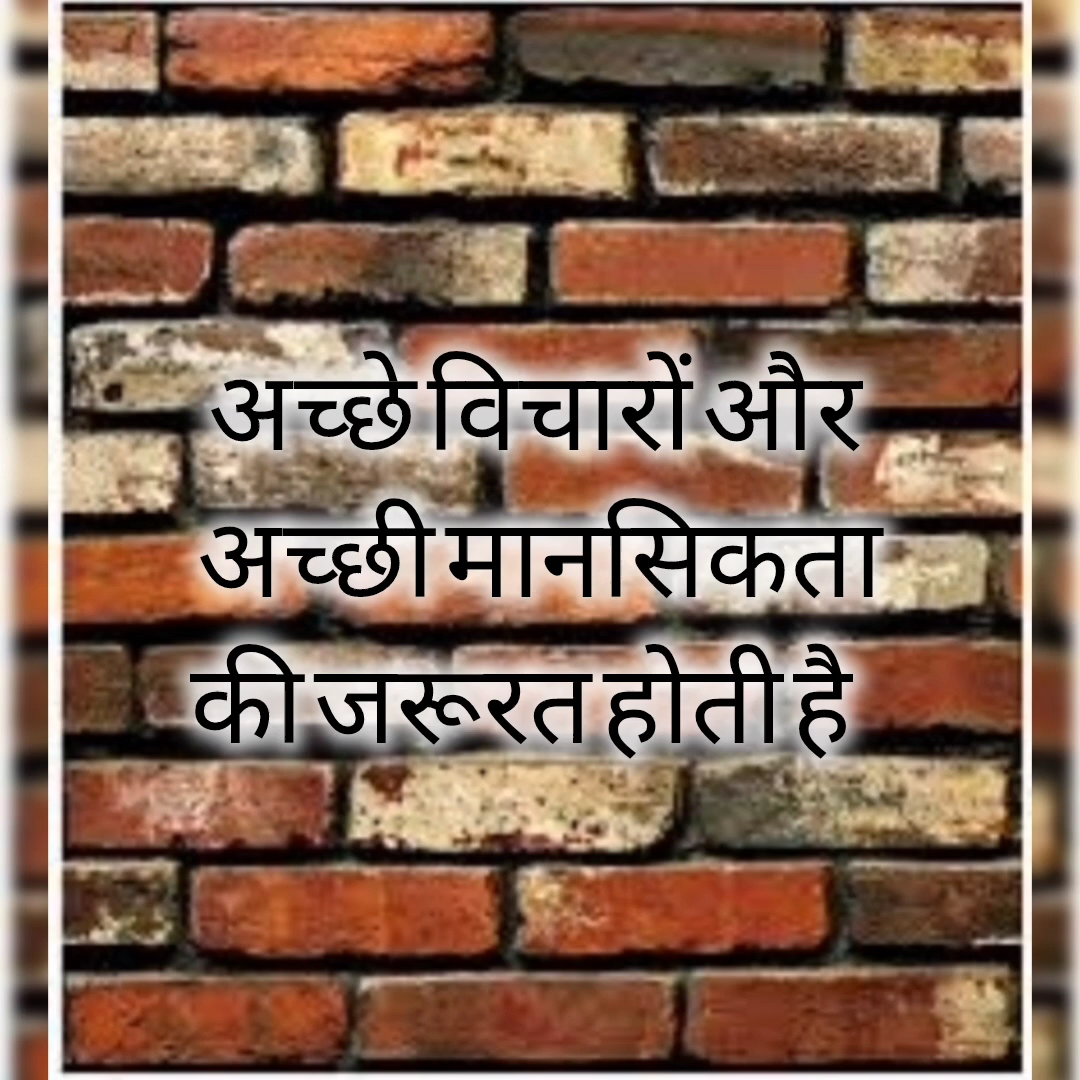 अच्छे विचारों और
अच्छी मानसिकता
की जरूरत होती है